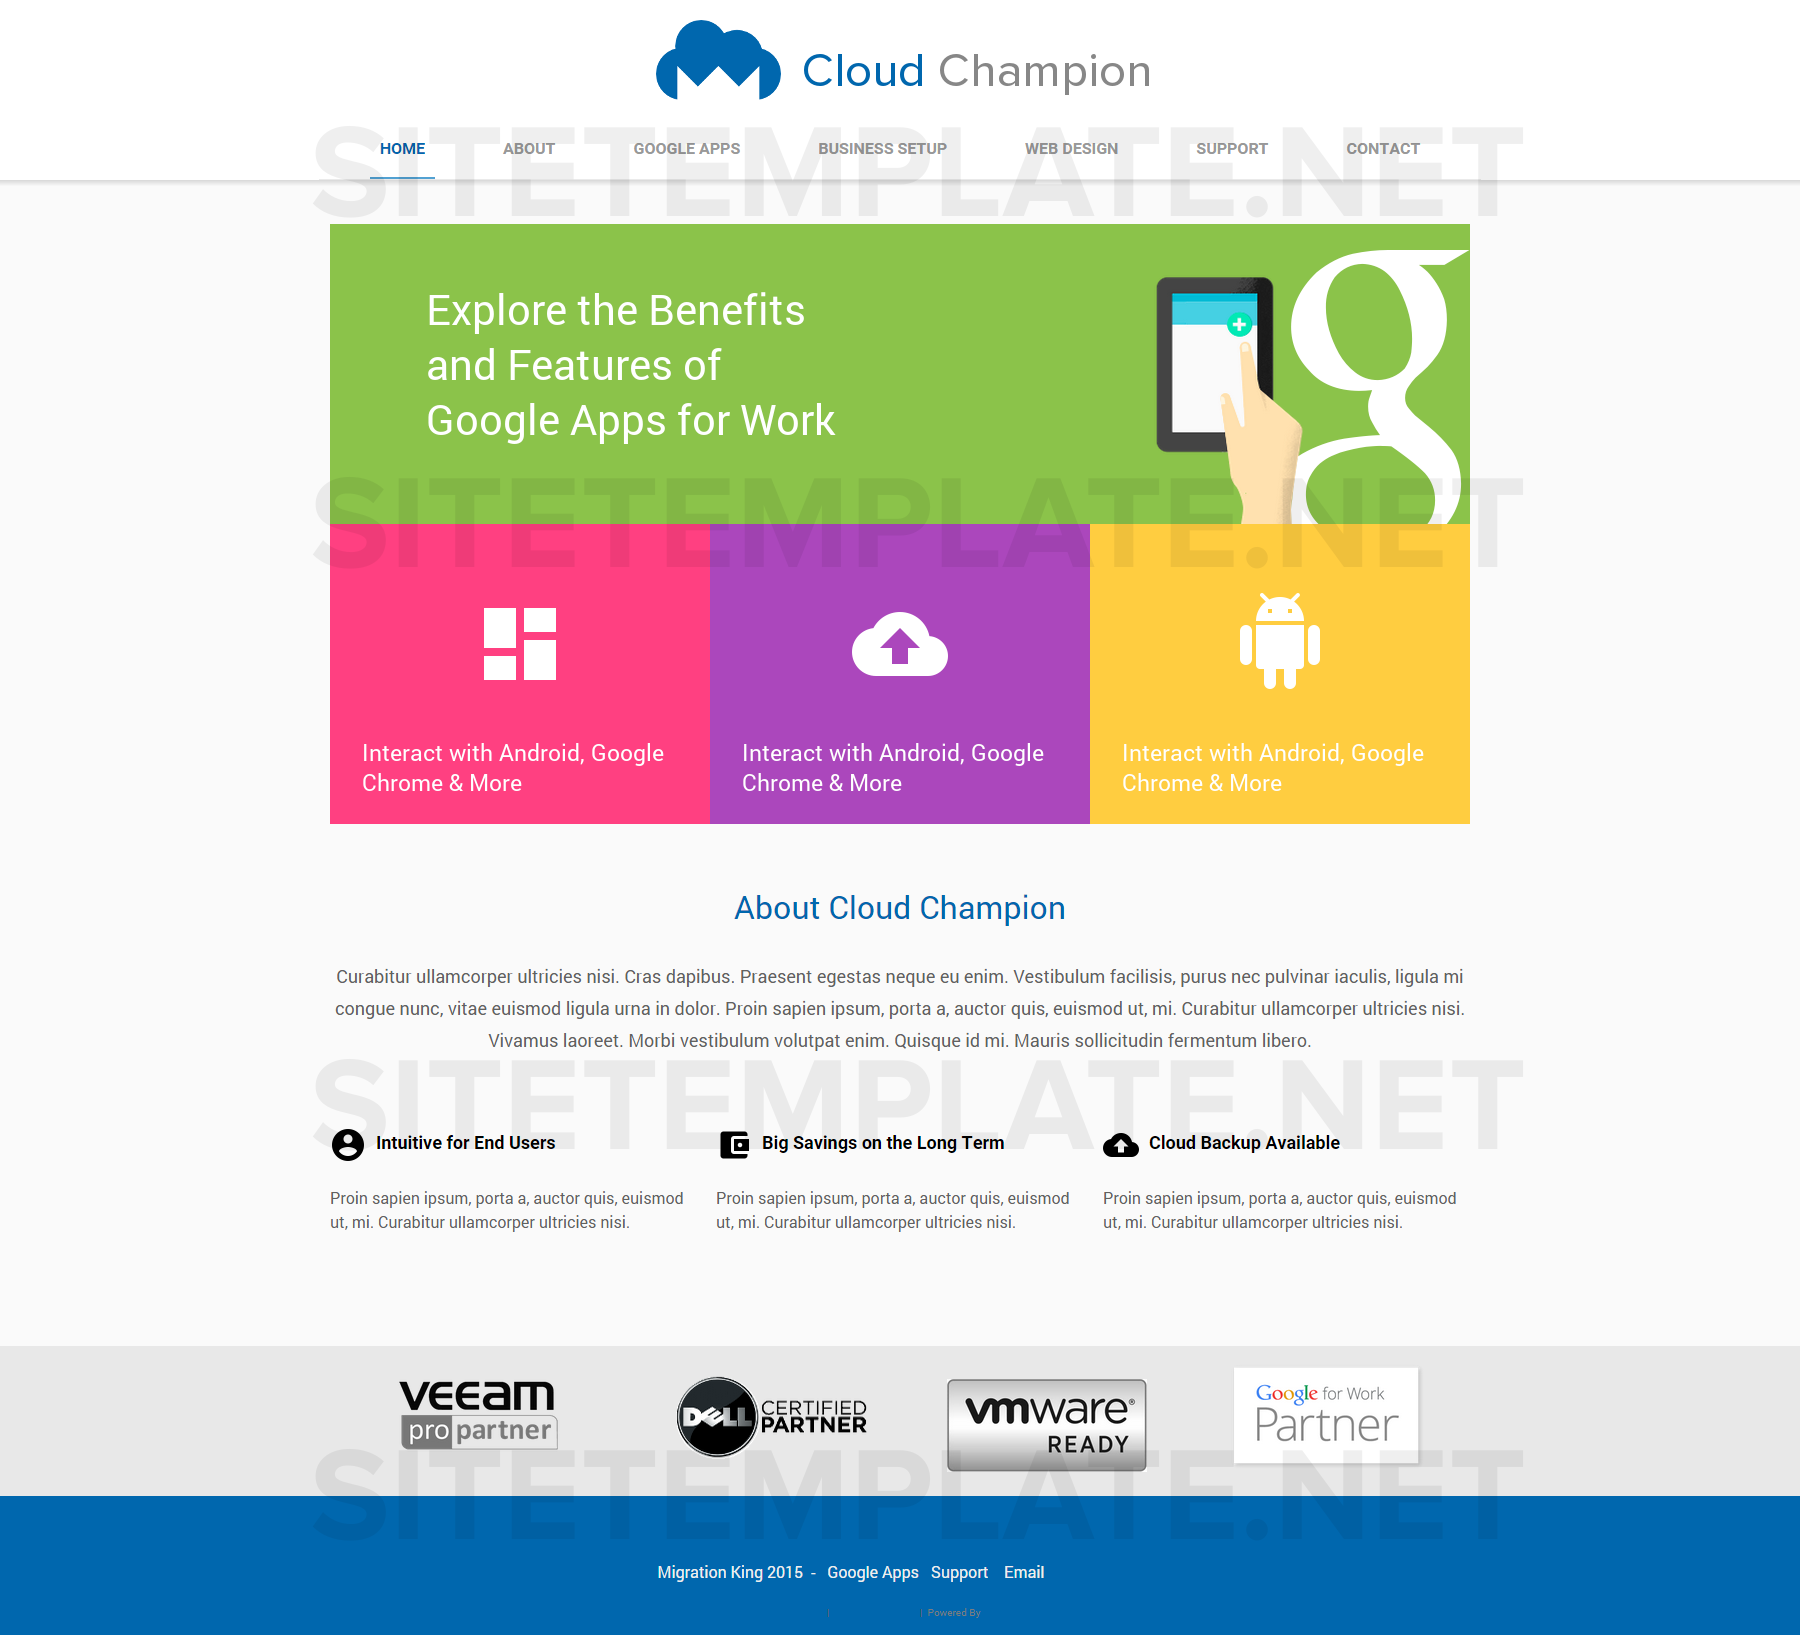 Cloud Champion
HOME ABOUT GOOGLE APPS BUSINESS SETUP WEB DESIGN SUPPORT CONTACT
SITETEMPLATE.NET
Explore the Benefits
and Features of
Google Apps for Work
g
SITETEMPLATE.NET
Interact with Android, Google
Chrome & More
Interact with Android, Google
Chrome & More
Interact with Android, Google
Chrome & More
About Cloud Champion
Curabitur ullamcorper ultricies nisi. Cras dapibus. Praesent egestas neque eu enim. Vestibulum facilisis, purus nec pulvinar iaculis, ligula mi
congue nunc, vitae euismod ligula urna in dolor. Proin sapien ipsum, porta a, auctor quis, euismod ut, mi. Curabitur ullamcorper ultricies nisi.
Vivamus laoreet. Morbi vestibulum volutpat enim. Quisque id mi. Mauris sollicitudin fermentum libero.
SITETEMPLATE.NET
Intuitive for End Users
Proin sapien ipsum, porta a, auctor quis, euismod
ut, mi. Curabitur ullamcorper ultricies nisi.
Big Savings on the Long Term
Proin sapien ipsum, porta a, auctor quis, euismod
ut, mi. Curabitur ullamcorper ultricies nisi.
Cloud Backup Available
Proin sapien ipsum, porta a, auctor quis, euismod
ut, mi. Curabitur ullamcorper ultricies nisi.
veeam
pro partner
DELL
CERTIFIED
PARTNER
vmware®
READY
Google for Work
Partner
SITETEMPLATE.NET
Migration King 2015 - Google Apps Support Email
| | Powered By